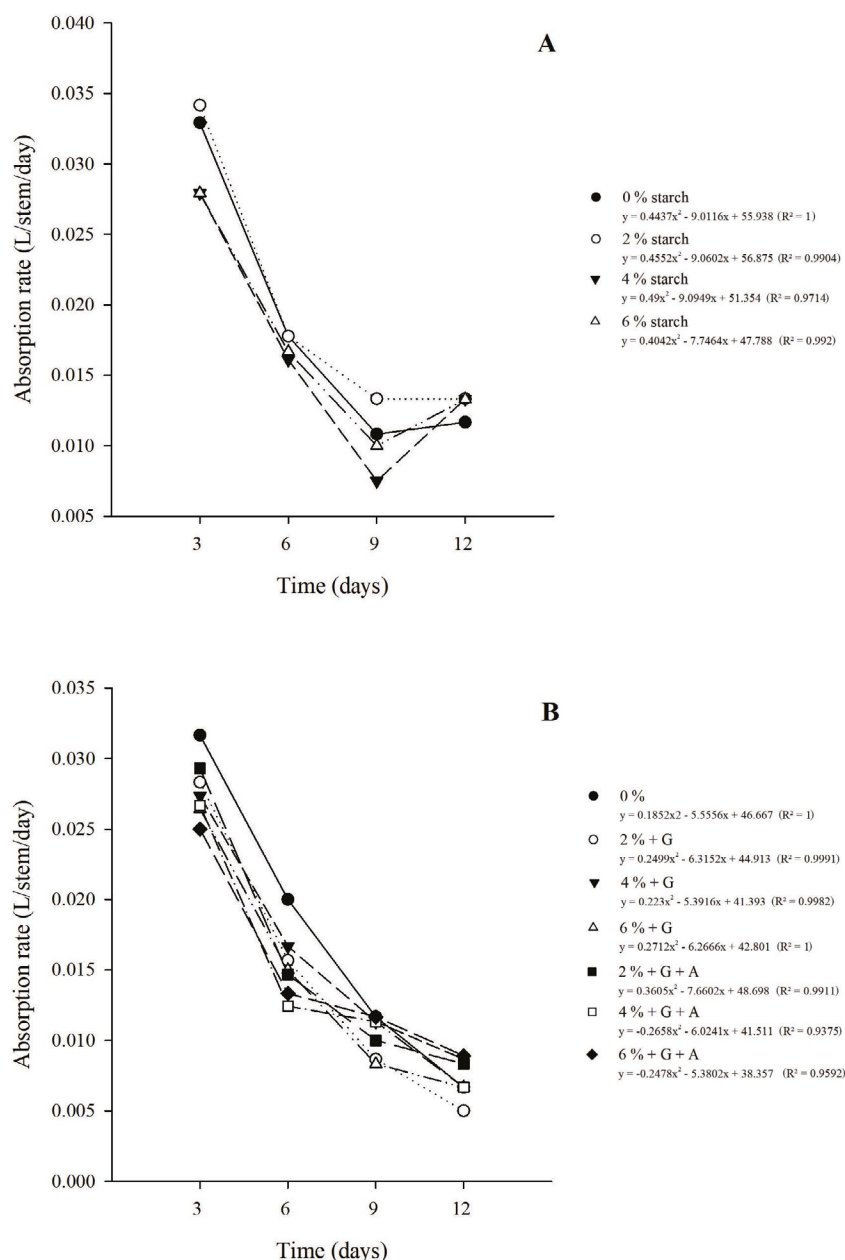 A
0.040
0.035
0.030
0.025
0.020
0.015
0.010
0.005
Absorption rate (L/stem/day)
3 6 9 12
Time (days)
0 % starch
y = 0.4437x² - 9.0116x + 55.938 (R² = 1)
2 % starch
y = 0.4552x² - 9.0602x + 56.875 (R² = 0.9904)
4 % starch
y = 0.49x² - 9.0949x + 51.354 (R² = 0.9714)
6 % starch
y = 0.4042x² - 7.7464x + 47.788 (R² = 0.992)
B
0.035
0.030
0.025
0.020
0.015
0.010
0.005
0.000
Absorption rate (L/stem/day)
3 6 9 12
Time (days)
0 %
y = 0.1852x2 - 5.5556x + 46.667 (R² = 1)
2 % + G
y = 0.2499x² - 6.3152x + 44.913 (R² = 0.9991)
4 % + G
y = 0.223x² - 5.3916x + 41.393 (R² = 0.9982)
6 % + G
y = 0.2712x² - 6.2666x + 42.801 (R² = 1)
2 % + G + A
y = 0.3605x² - 7.6602x + 48.698 (R² = 0.9911)
4 % + G + A
y = -0.2658x² - 6.0241x + 41.511 (R² = 0.9375)
6 % + G + A
y = -0.2478x² - 5.3802x + 38.357 (R² = 0.9592)